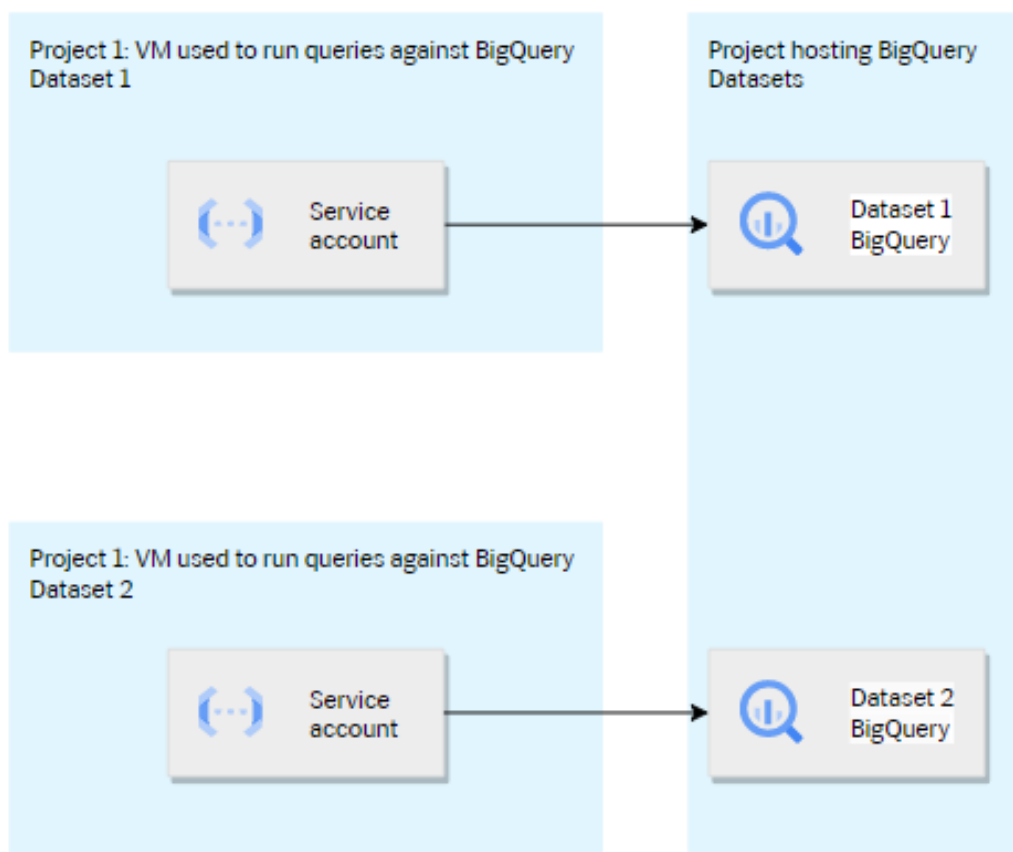 Project 1: VM used to run queries against BigQuery
Dataset 1
Service
account
Project hosting BigQuery
Datasets
Dataset 1
BigQuery
Project 1: VM used to run queries against BigQuery
Dataset 2
Service
account
Dataset 2
BigQuery